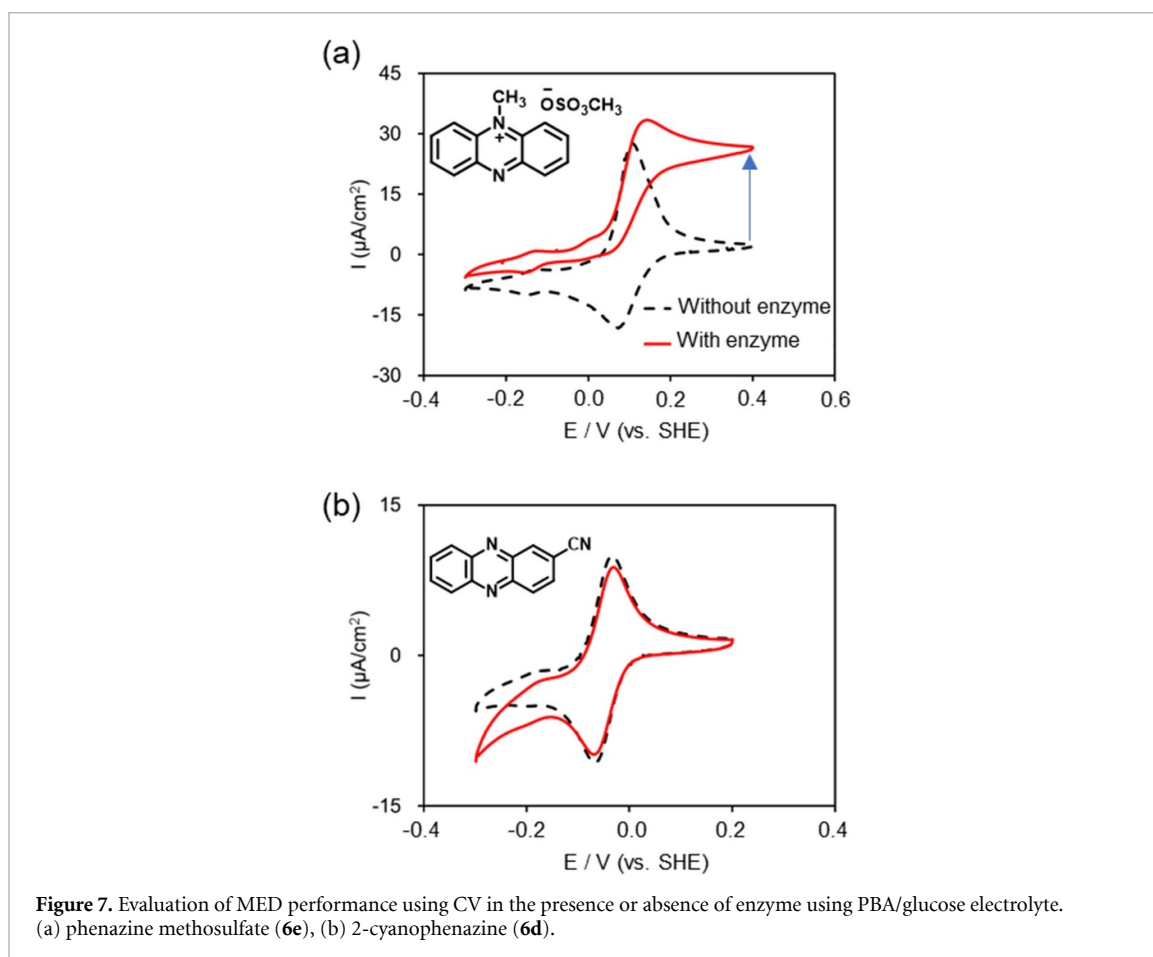 (a)
45
30
15
0
-15
-30
I (µA/cm²)
CH₃
N
+
N
⁻OSO₃CH₃
Without enzyme
With enzyme
-0.4 -0.2 0.0 0.2 0.4 0.6
E / V (vs. SHE)
(b)
15
0
-15
I (µA/cm²)
N
N
CN
-0.4 -0.2 0.0 0.2 0.4
E / V (vs. SHE)
Figure 7. Evaluation of MED performance using CV in the presence or absence of enzyme using PBA/glucose electrolyte.
(a) phenazine methosulfate (6e), (b) 2-cyanophenazine (6d).